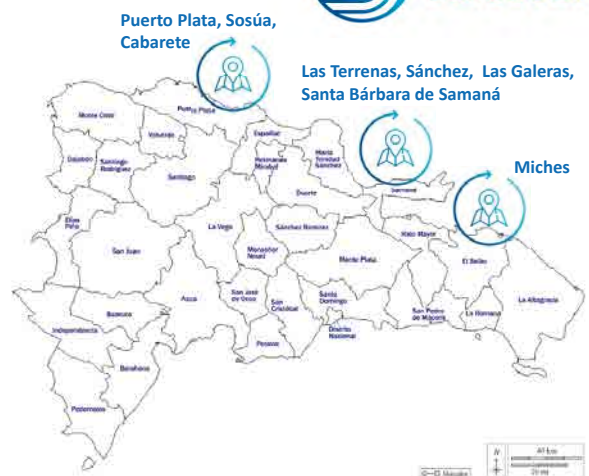 Puerto Plata, Sosúa,
Cabarete
Las Terrenas, Sánchez, Las Galeras,
Santa Bárbara de Samaná
Miches
Monte Cristi
Puerto Plata
Valverde
Espaillat
María
Trinidad
Sánchez
Dajabón
Santiago
Rodríguez
Hermanas
Mirabal
Santiago
Duarte
Samaná
Elías
Piña
La Vega
Sánchez Ramírez
Hato Mayor
San Juan
Monseñor
Nouel
Monte Plata
El Seibo
Azua
San José
de Ocoa
San
Cristóbal
Santo
Domingo
La Altagracia
Baoruco
San Pedro
de Macorís
La Romana
Independencia
Distrito
Nacional
Peravia
Barahona
Pedernales
N